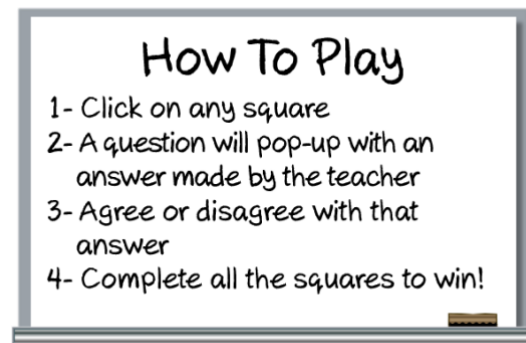 How To Play
1- Click on any square
2- A question will pop-up with an
answer made by the teacher
3- Agree or disagree with that
answer
4- Complete all the squares to win!